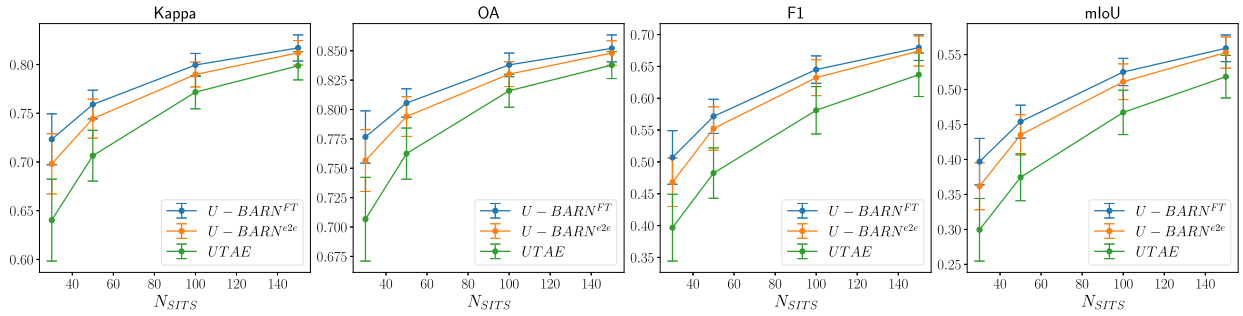 Kappa
0.80
0.75
0.70
0.65
0.60
40 60 80 100 120 140
N_SITS
U − BARN^FT
U − BARN^e2e
UTAE
OA
0.850
0.825
0.800
0.775
0.750
0.725
0.700
0.675
40 60 80 100 120 140
N_SITS
U − BARN^FT
U − BARN^e2e
UTAE
F1
0.70
0.65
0.60
0.55
0.50
0.45
0.40
0.35
40 60 80 100 120 140
N_SITS
U − BARN^FT
U − BARN^e2e
UTAE
mIoU
0.55
0.50
0.45
0.40
0.35
0.30
0.25
40 60 80 100 120 140
N_SITS
U − BARN^FT
U − BARN^e2e
UTAE